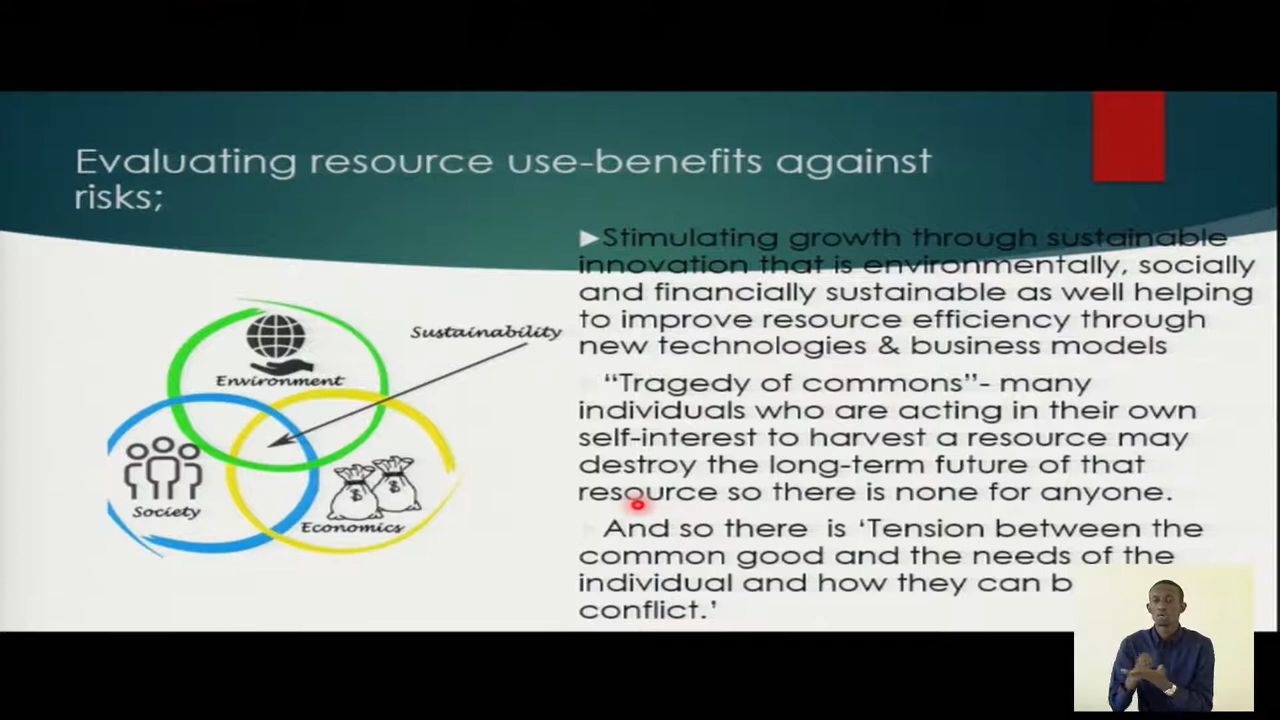 Evaluating resource use-benefits against
risks;
►Stimulating growth through sustainable
innovation that is environmentally, socially
and financially sustainable as well helping
to improve resource efficiency through
new technologies & business models
“Tragedy of commons”- many
individuals who are acting in their own
self-interest to harvest a resource may
destroy the long-term future of that
resource so there is none for anyone.
And so there is ‘Tension between the
common good and the needs of the
individual and how they can b
conflict.’
Sustainability
Environment
Society
Economics
$
$